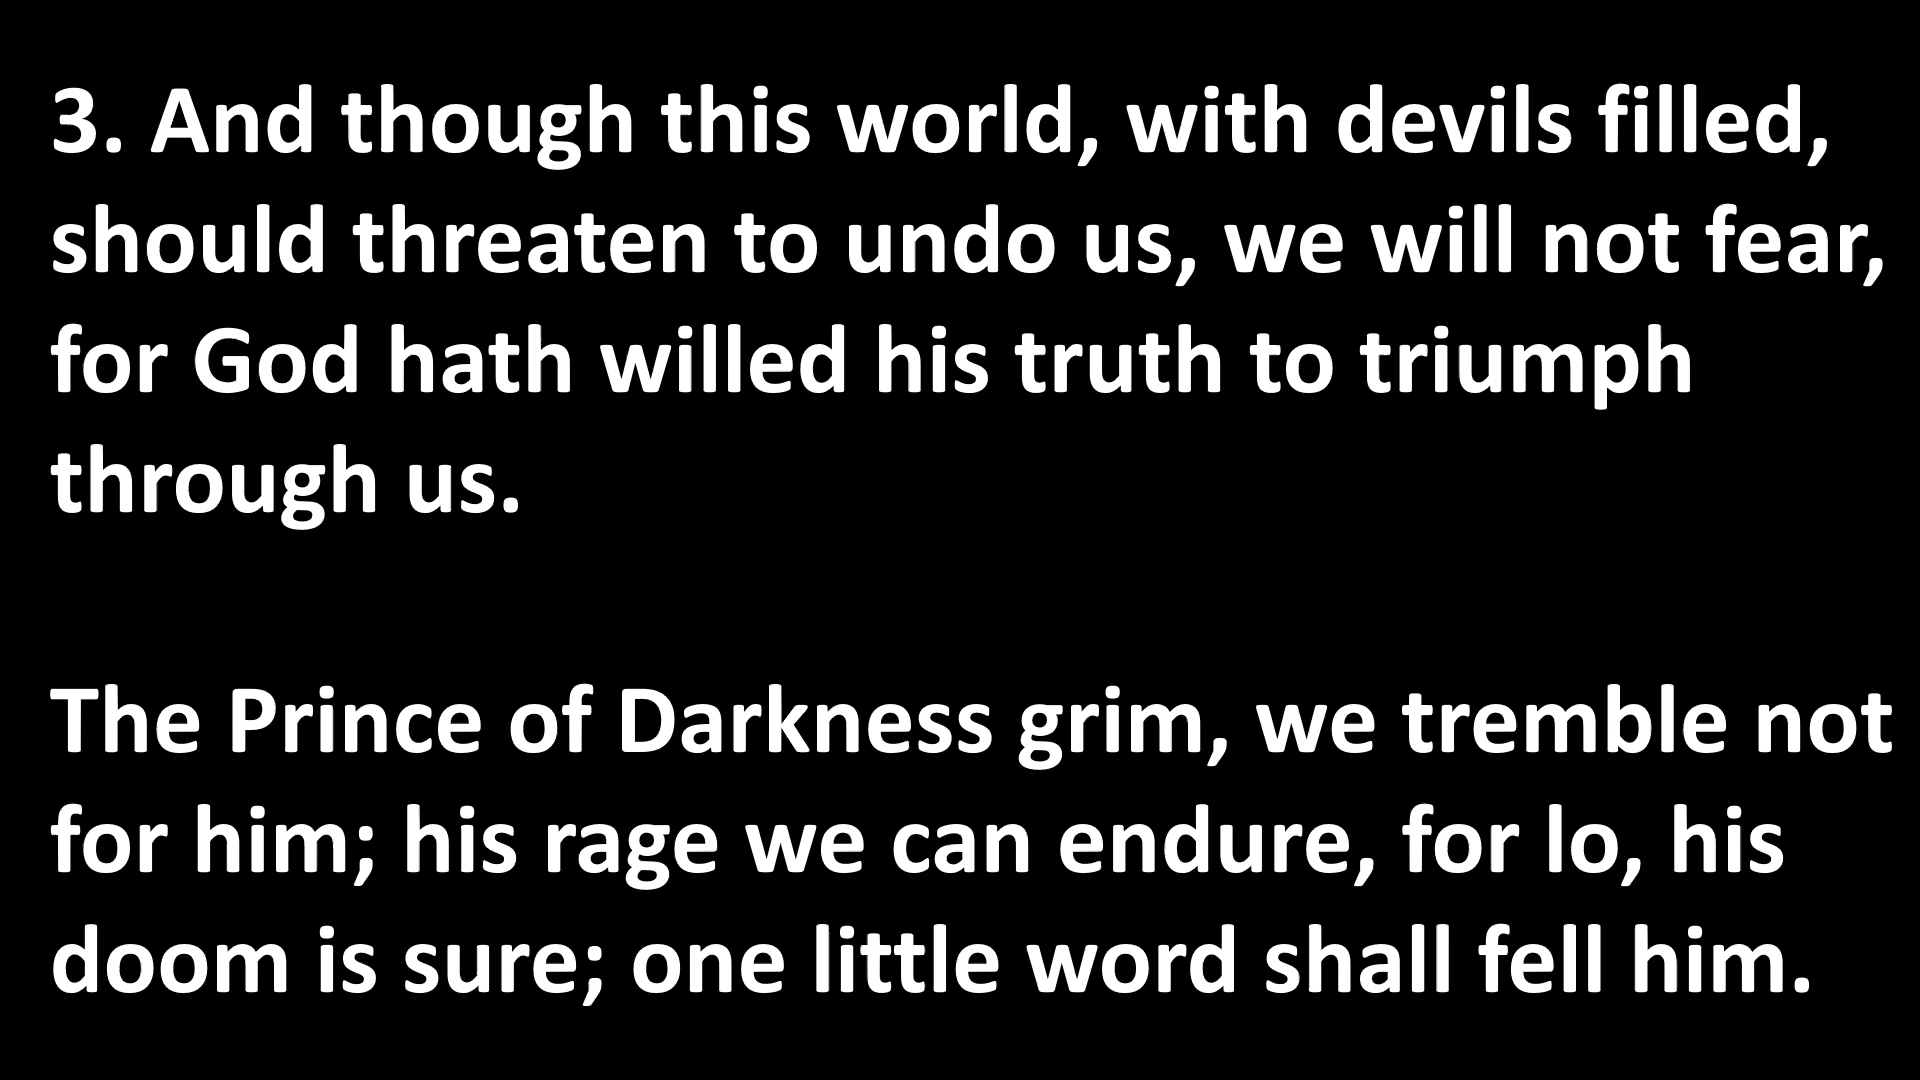 3. And though this world, with devils filled,
should threaten to undo us, we will not fear,
for God hath willed his truth to triumph
through us.
The Prince of Darkness grim, we tremble not
for him; his rage we can endure, for lo, his
doom is sure; one little word shall fell him.